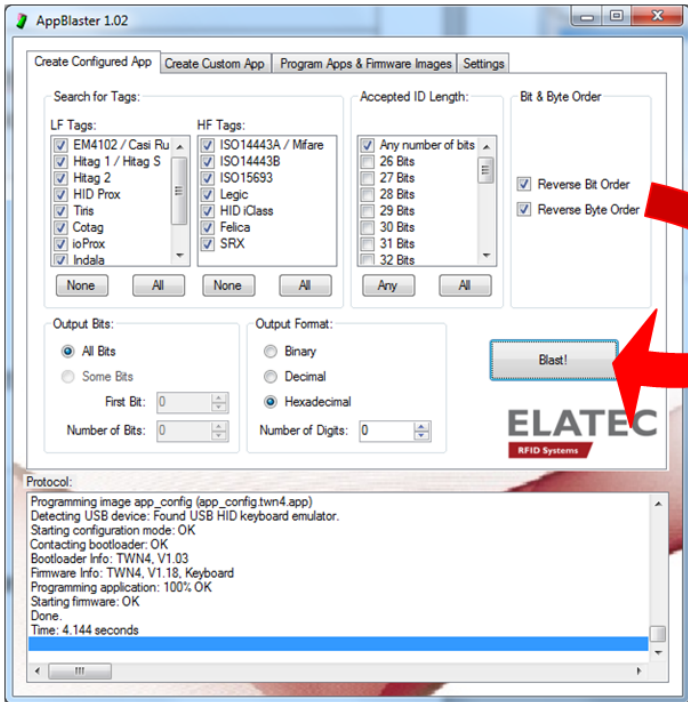 AppBlaster 1.02
Create Configured App
Create Custom App
Program Apps & Firmware Images
Settings
Search for Tags:
LF Tags:
EM4102 / Casi Ru
Hitag 1 / Hitag S
Hitag 2
HID Prox
Tiris
Cotag
ioProx
Indala
None
All
HF Tags:
ISO14443A / Mifare
ISO14443B
ISO15693
Legic
HID iClass
Felica
SRX
None
All
Accepted ID Length:
Any number of bits
26 Bits
27 Bits
28 Bits
29 Bits
30 Bits
31 Bits
32 Bits
Any
All
Bit & Byte Order
Reverse Bit Order
Reverse Byte Order
Output Bits:
All Bits
Some Bits
First Bit: 0
Number of Bits: 0
Output Format:
Binary
Decimal
Hexadecimal
Number of Digits: 0
Blast!
ELATEC
RFID Systems
Protocol:
Programming image app_config (app_config.twn4.app)
Detecting USB device: Found USB HID keyboard emulator.
Starting configuration mode: OK
Contacting bootloader: OK
Bootloader Info: TWN4, V1.03
Firmware Info: TWN4, V1.18, Keyboard
Programming application: 100% OK
Starting firmware: OK
Done.
Time: 4.144 seconds